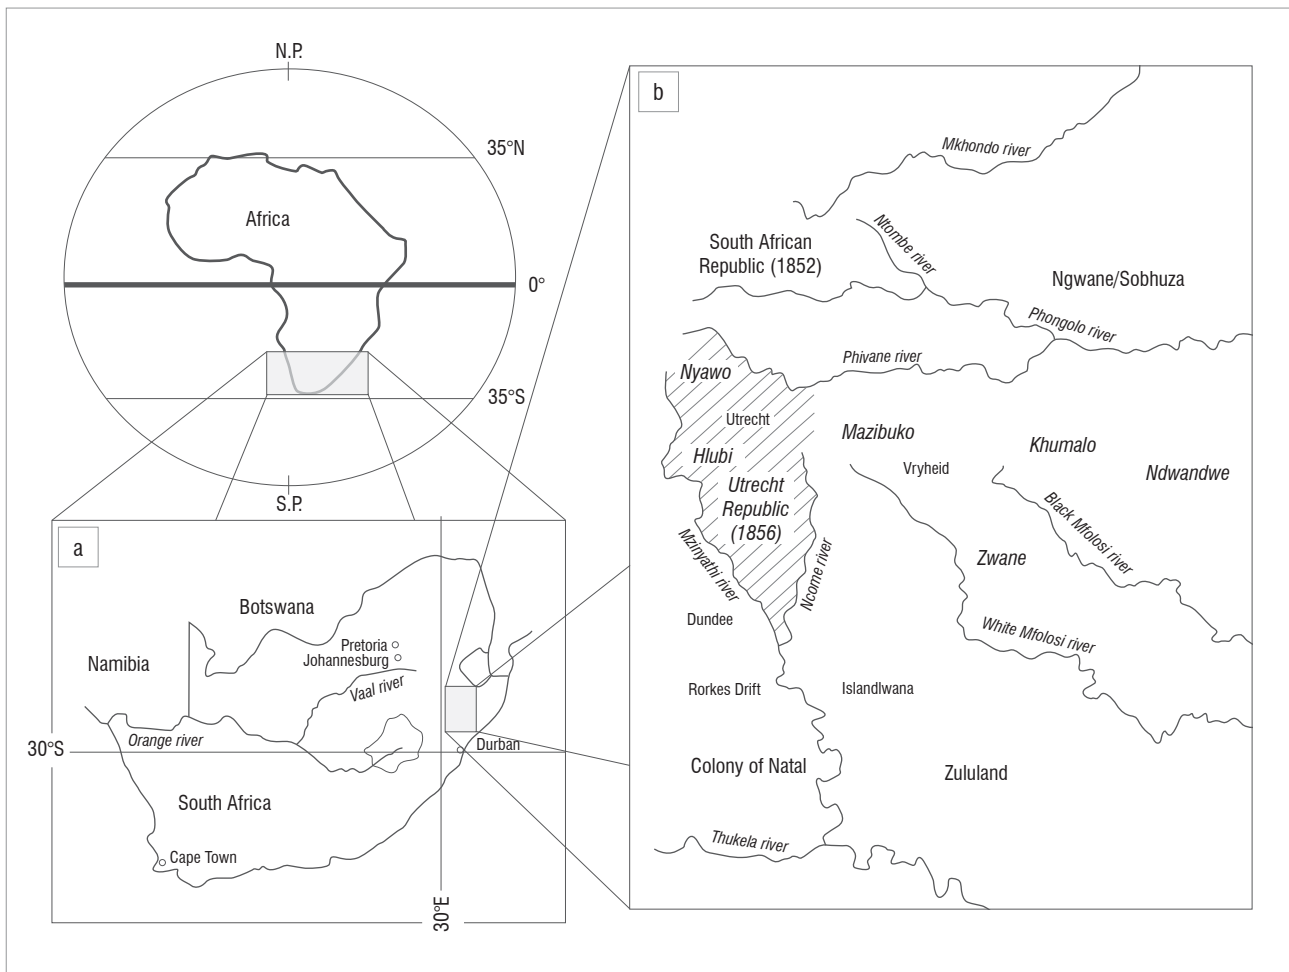 N.P.
35°N
Africa
0°
35°S
S.P.
a
Botswana
Pretoria
Johannesburg
Namibia
Vaal river
Orange river
30°S
Durban
South Africa
Cape Town
30°E
b
Mkhondo river
Ntombe river
South African
Republic (1852)
Ngwane/Sobhuza
Phongolo river
Phivane river
Nyawo
Utrecht
Mazibuko
Khumalo
Hlubi
Vryheid
Ndwandwe
Utrecht
Republic
(1856)
Black Mfolosi river
Mzinyathi river
Ncome river
Zwane
Dundee
White Mfolosi river
Rorkes Drift
Islandlwana
Colony of Natal
Zululand
Thukela river